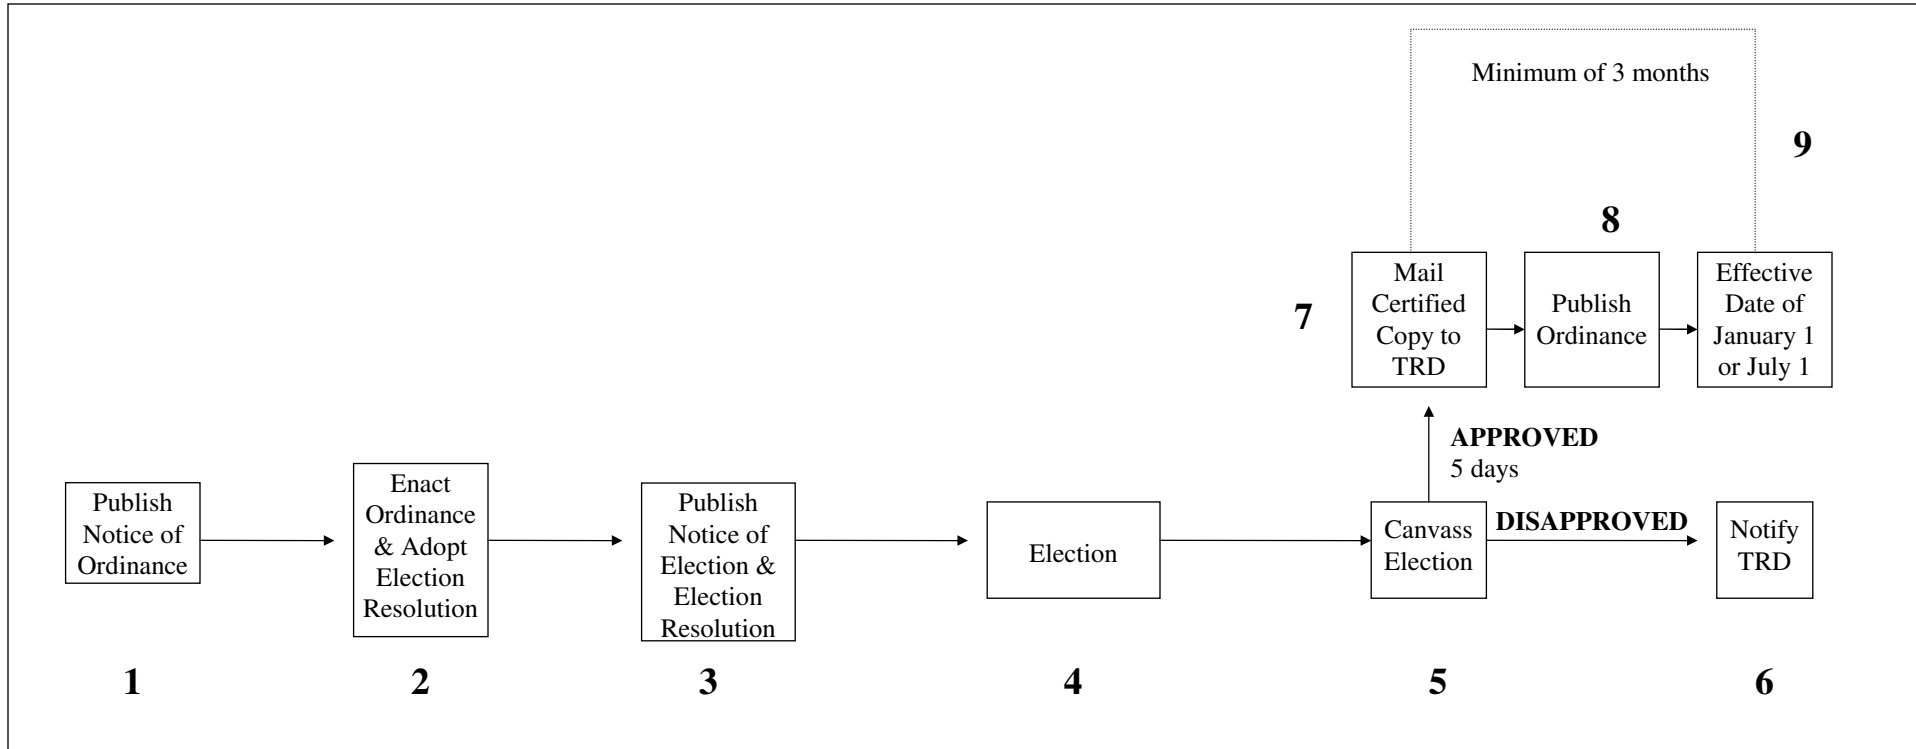 Minimum of 3 months
9
8
7
Mail
Certified
Copy to
TRD
Publish
Ordinance
Effective
Date of
January 1
or July 1
APPROVED
5 days
Publish
Notice of
Ordinance
Enact
Ordinance
& Adopt
Election
Resolution
Publish
Notice of
Election &
Election
Resolution
Election
Canvass
Election
DISAPPROVED
Notify
TRD
1
2
3
4
5
6